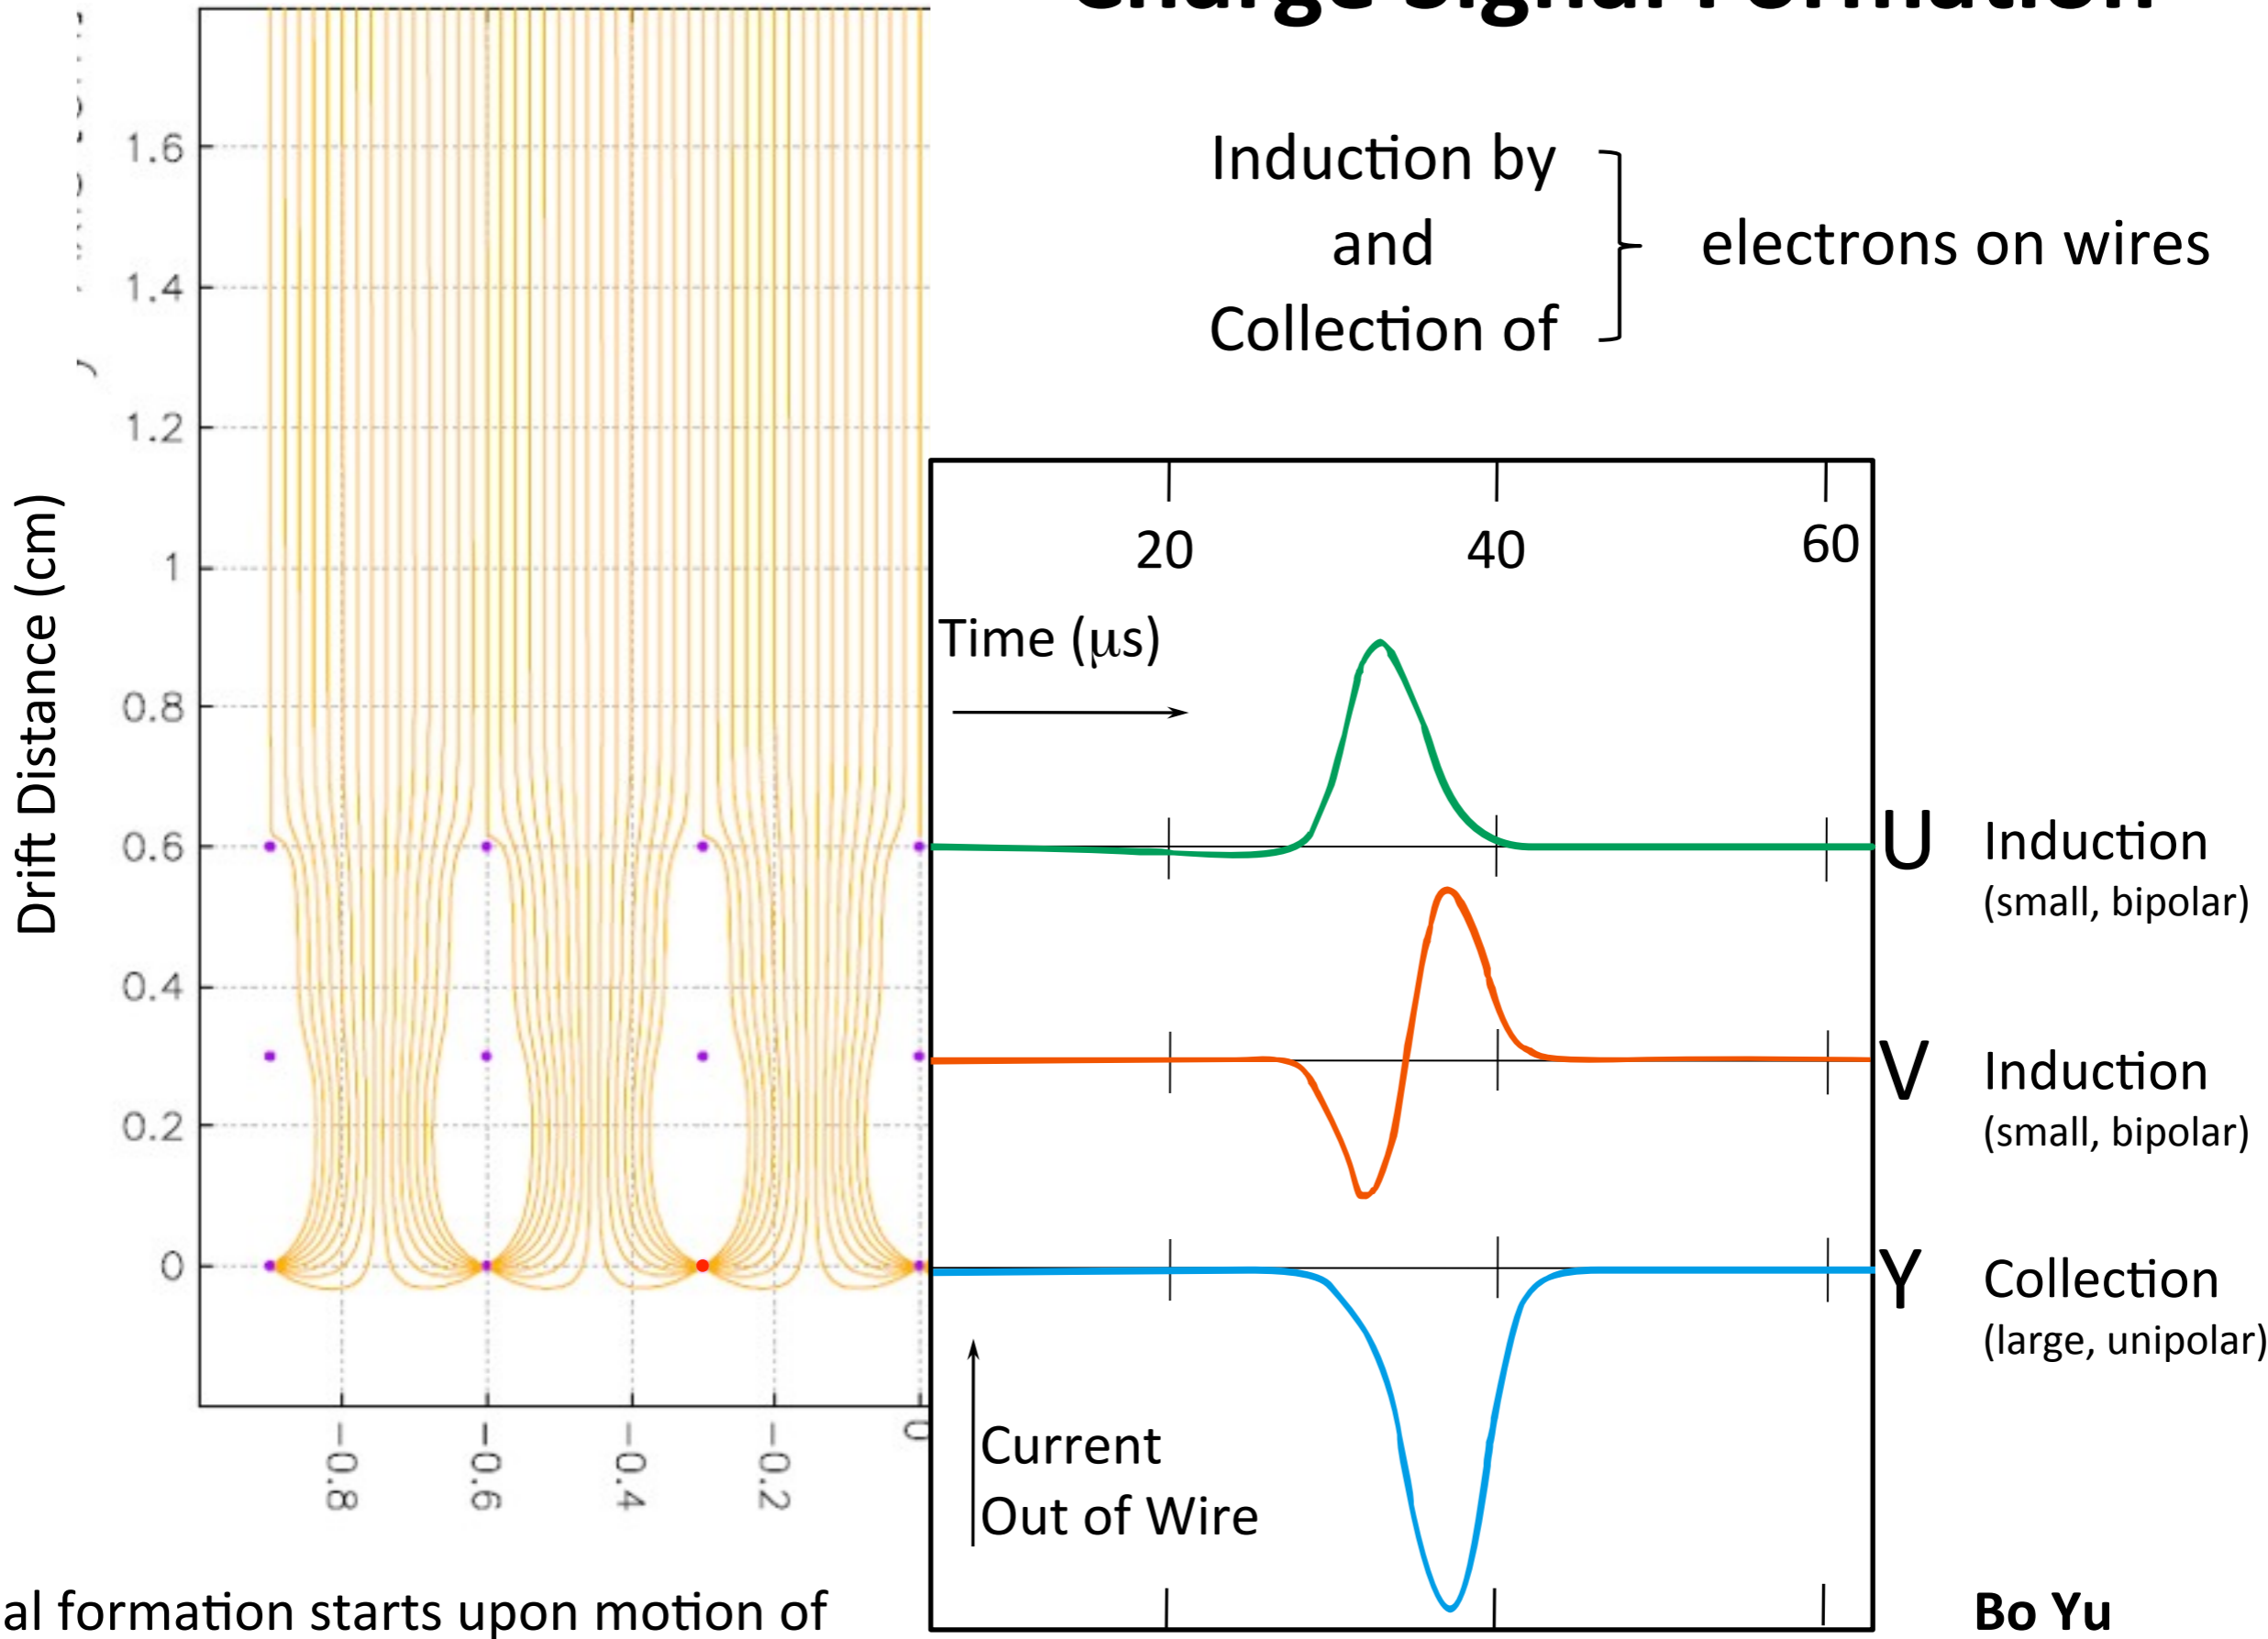 Charge Signal Formation
Induction by
and
Collection of
electrons on wires
Drift Distance (cm)
1.6
1.4
1.2
1
0.8
0.6
0.4
0.2
0
-0.8
-0.6
-0.4
-0.2
0
20
40
60
Time (μs)
U
Induction
(small, bipolar)
V
Induction
(small, bipolar)
Y
Collection
(large, unipolar)
Current
Out of Wire
al formation starts upon motion of
Bo Yu